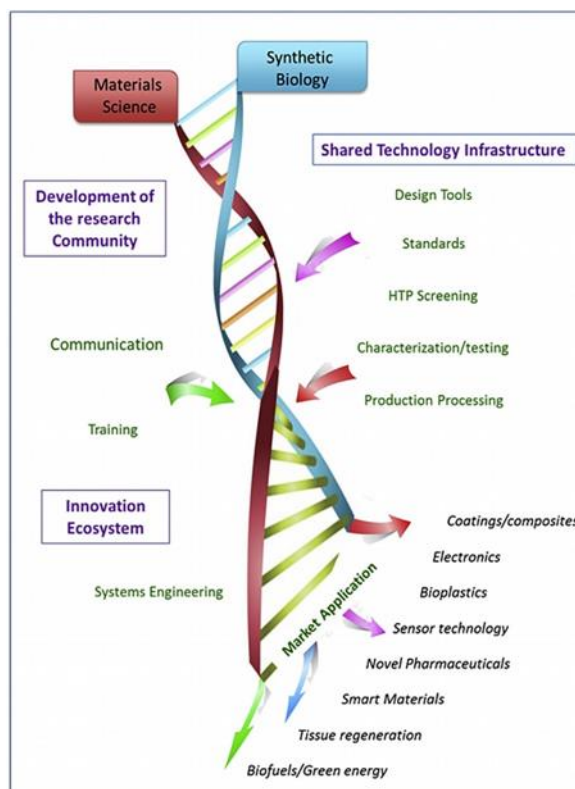 Materials
Science
Synthetic
Biology
Shared Technology Infrastructure
Design Tools
Standards
HTP Screening
Characterization/testing
Production Processing
Development of
the research
Community
Communication
Training
Innovation
Ecosystem
Systems Engineering
Market Application
Coatings/composites
Electronics
Bioplastics
Sensor technology
Novel Pharmaceuticals
Smart Materials
Tissue regeneration
Biofuels/Green energy